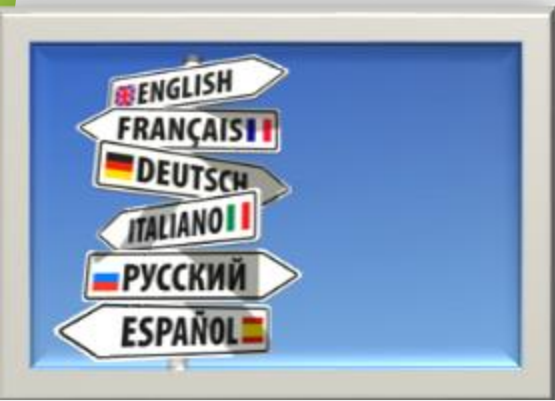 ENGLISH
FRANÇAIS
DEUTSCH
ITALIANO
РУССКИЙ
ESPAÑOL